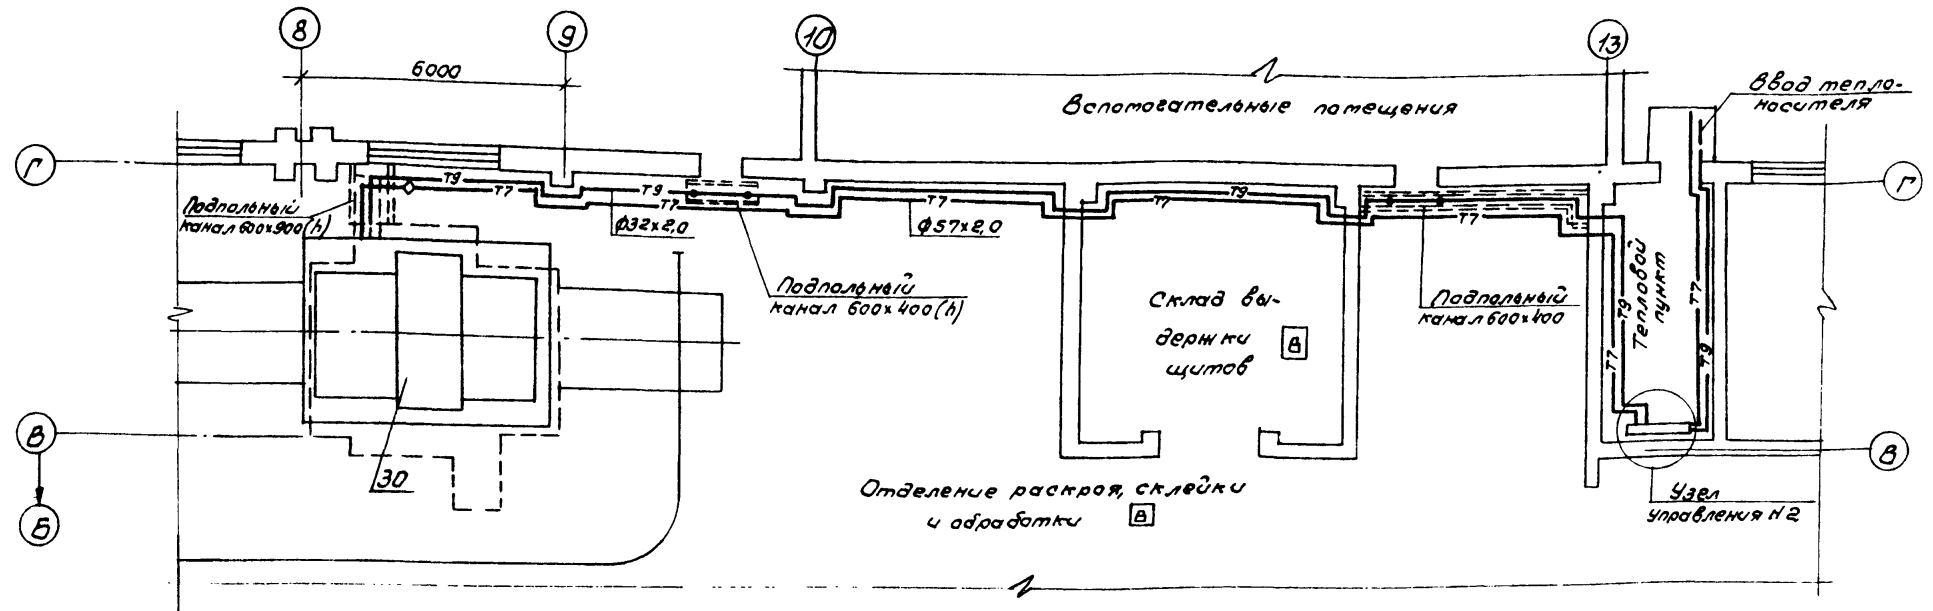 8
9
10
13
6000
Вспомогательные помещения
Ввод тепло-
носителя
Г
Г
Т9
Т7
Т9
Т7
Т7
Т9
Т7
Т7
Подпольный
канал 600х900(h)
ф32х2,0
ф57х2,0
Подпольный
канал 600х400(h)
Склад вы-
держки
щитов
В
Подпольный
канал 600х400
Тепловой
пункт
Т9
Т7
Т7
Т9
В
Б
30
Отделение раскроя, склейки
и обработки
В
В
Узел
управления N2